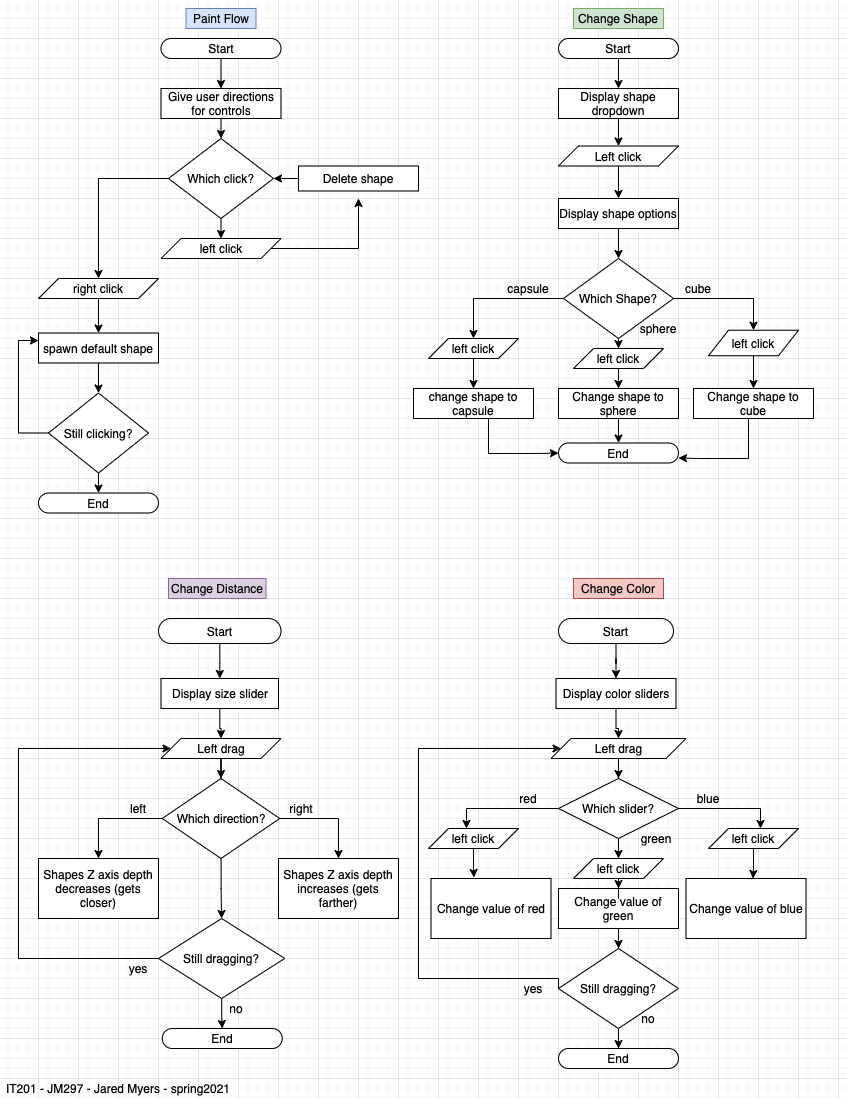 Paint Flow
Start
Give user directions
for controls
Which click?
Delete shape
left click
right click
spawn default shape
Still clicking?
End
Change Shape
Start
Display shape
dropdown
Left click
Display shape options
Which Shape?
capsule
cube
sphere
left click
left click
left click
change shape to
capsule
Change shape to
sphere
Change shape to
cube
End
Change Distance
Start
Display size slider
Left drag
Which direction?
left
right
Shapes Z axis depth
decreases (gets
closer)
Shapes Z axis depth
increases (gets
farther)
Still dragging?
yes
no
End
Change Color
Start
Display color sliders
Left drag
Which slider?
red
blue
green
left click
left click
left click
Change value of red
Change value of
green
Change value of blue
Still dragging?
yes
no
End
IT201 - JM297 - Jared Myers - spring2021